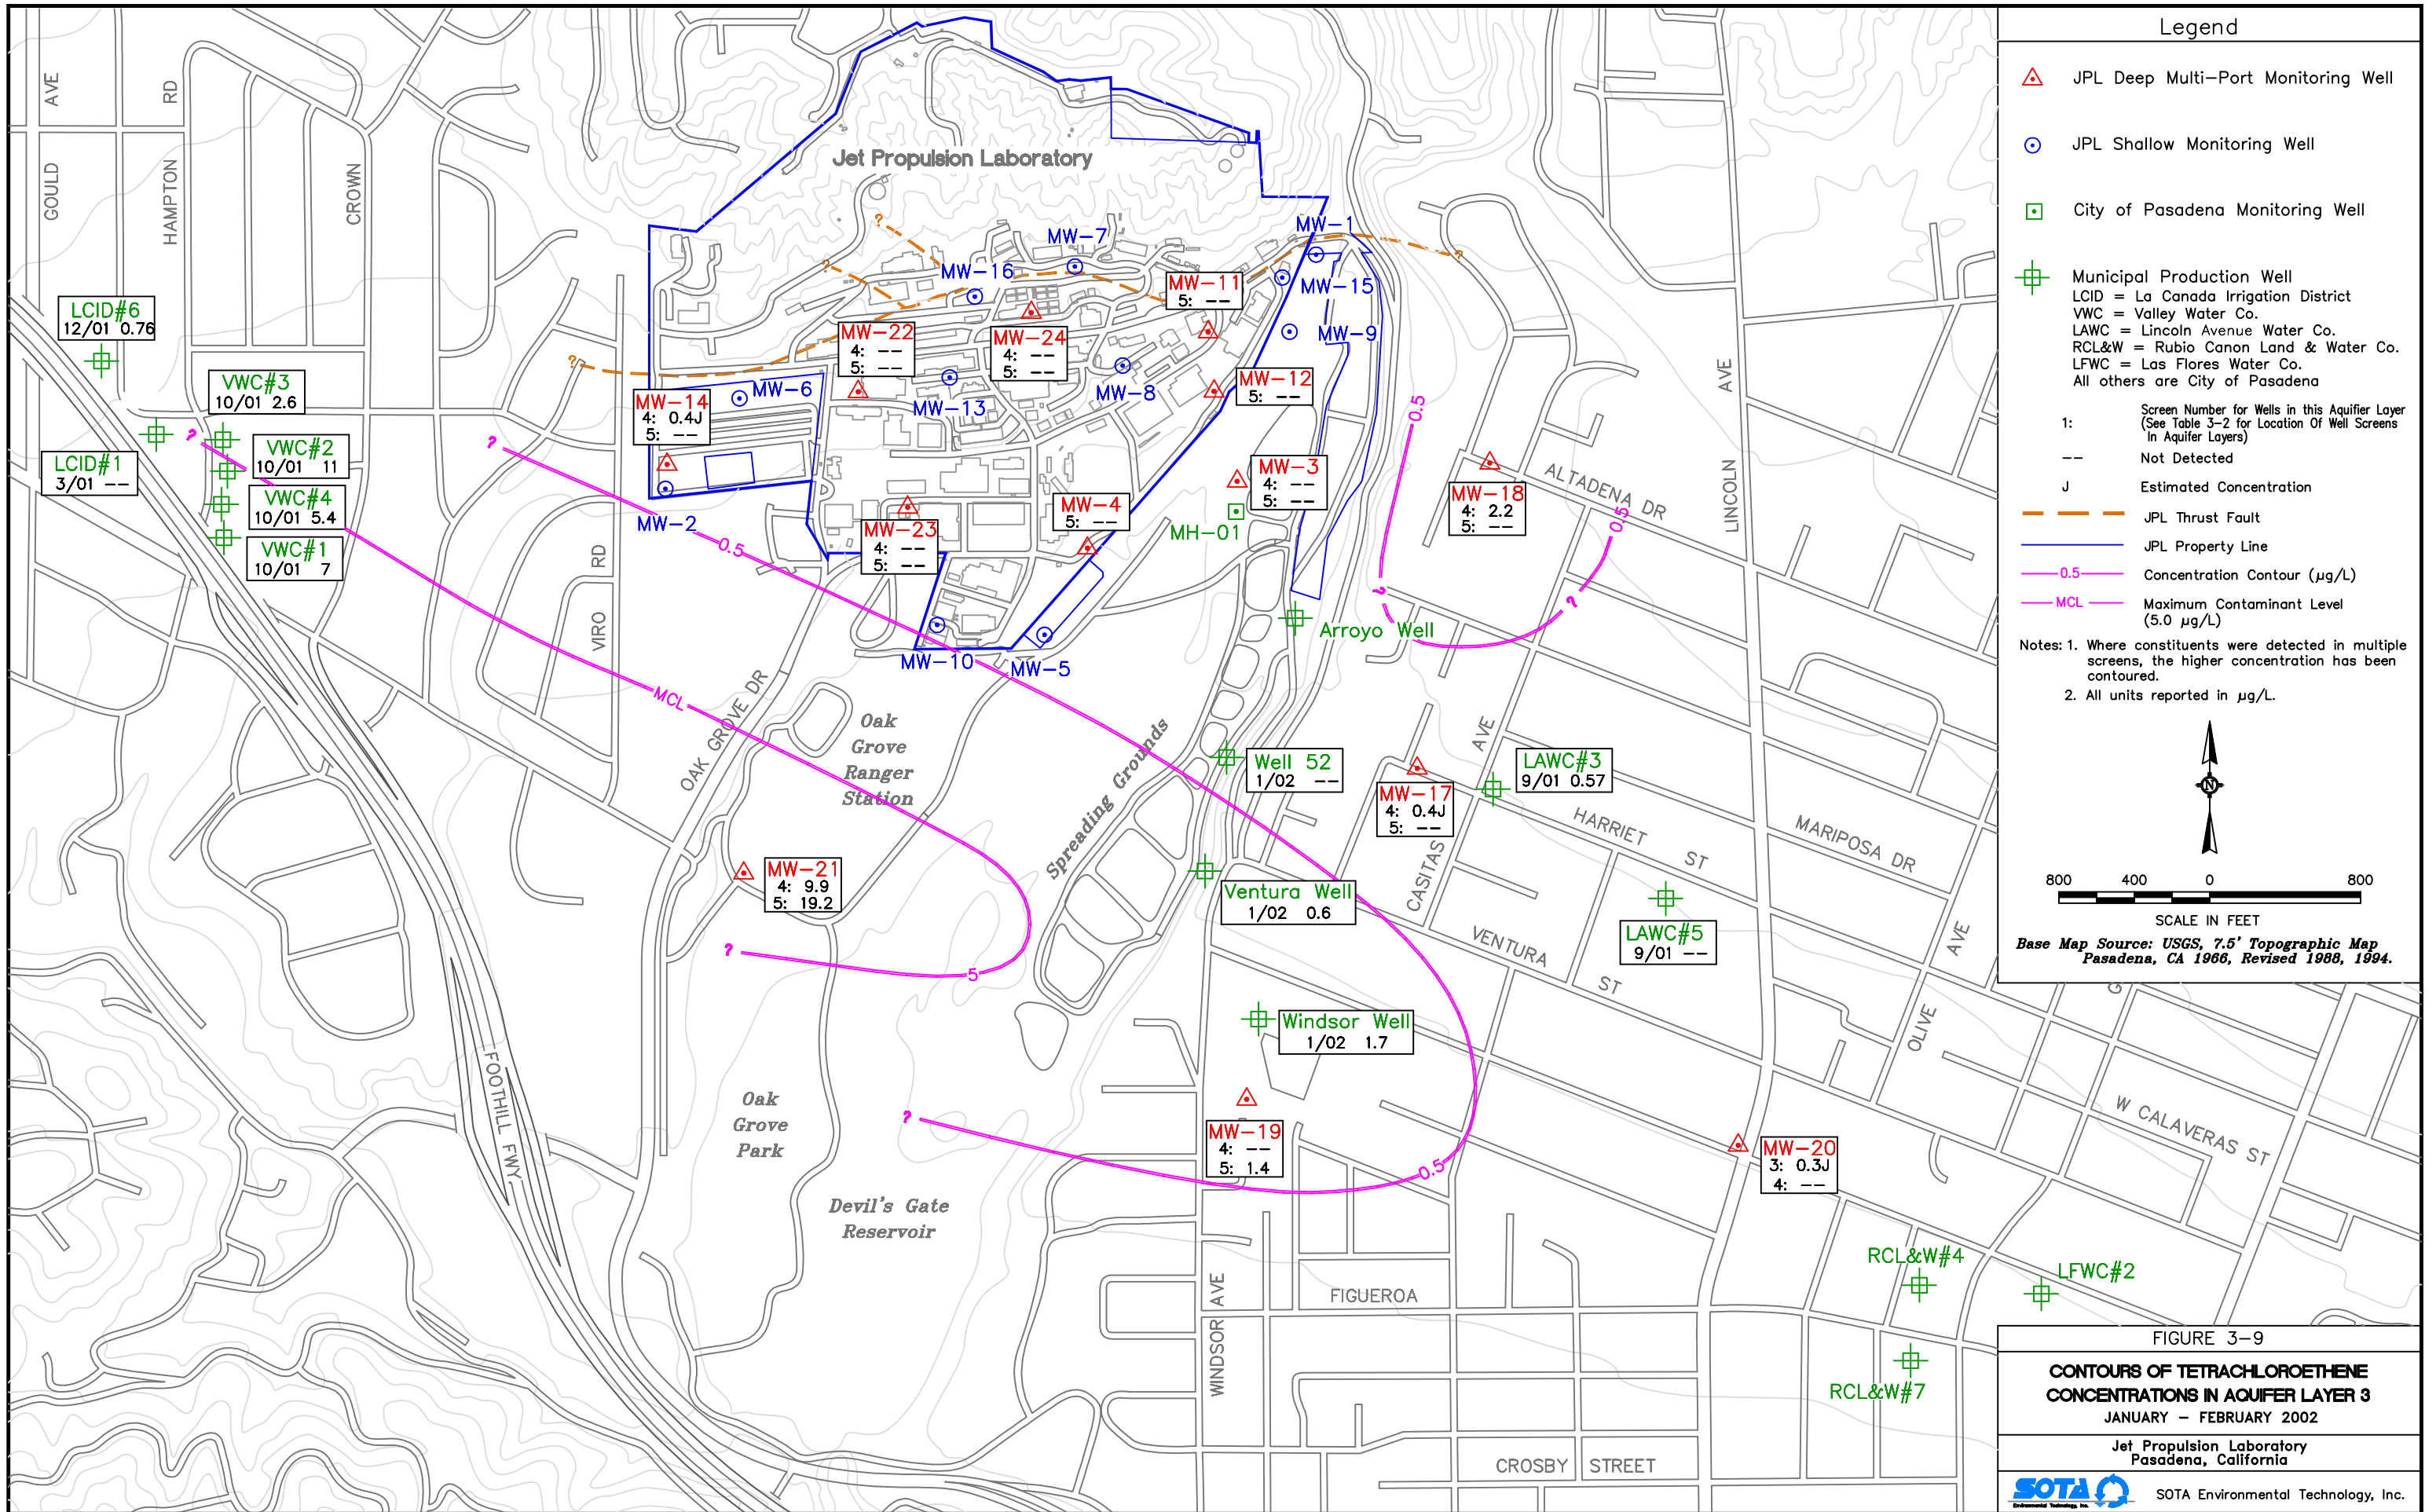 Legend
JPL Deep Multi-Port Monitoring Well
JPL Shallow Monitoring Well
City of Pasadena Monitoring Well
Municipal Production Well
LCID = La Canada Irrigation District
VWC = Valley Water Co.
LAWC = Lincoln Avenue Water Co.
RCL&W = Rubio Canon Land & Water Co.
LFWC = Las Flores Water Co.
All others are City of Pasadena
1: Screen Number for Wells in this Aquifier Layer
(See Table 3-2 for Location Of Well Screens
In Aquifer Layers)
-- Not Detected
J Estimated Concentration
JPL Thrust Fault
JPL Property Line
0.5 Concentration Contour (µg/L)
MCL Maximum Contaminant Level
(5.0 µg/L)
Notes: 1. Where constituents were detected in multiple
screens, the higher concentration has been
contoured.
2. All units reported in µg/L.
N
800 400 0 800
SCALE IN FEET
Base Map Source: USGS, 7.5' Topographic Map
Pasadena, CA 1966, Revised 1988, 1994.
FIGURE 3-9
CONTOURS OF TETRACHLOROETHENE
CONCENTRATIONS IN AQUIFER LAYER 3
JANUARY - FEBRUARY 2002
Jet Propulsion Laboratory
Pasadena, California
SOTA
Environmental Technology, Inc.
SOTA Environmental Technology, Inc.
GOULD AVE
HAMPTON RD
CROWN
Jet Propulsion Laboratory
?
?
?
?
MW-7
MW-1
MW-16
MW-11
5: --
MW-15
MW-9
LCID#6
12/01 0.76
MW-22
4: --
5: --
MW-24
4: --
5: --
VWC#3
10/01 2.6
MW-14
4: 0.4J
5: --
MW-6
MW-13
MW-8
MW-12
5: --
0.5
?
?
VWC#2
10/01 11
LCID#1
3/01 --
VWC#4
10/01 5.4
VWC#1
10/01 7
MW-2
MW-23
4: --
5: --
MW-4
5: --
MW-3
4: --
5: --
MH-01
MW-18
4: 2.2
5: --
ALTADENA DR
LINCOLN AVE
0.5
0.5
?
?
VIRO RD
MW-10
MW-5
Arroyo Well
MCL
OAK GROVE DR
Oak
Grove
Ranger
Station
Spreading Grounds
Well 52
1/02 --
MW-17
4: 0.4J
5: --
CASITAS AVE
LAWC#3
9/01 0.57
HARRIET ST
MARIPOSA DR
MW-21
4: 9.9
5: 19.2
Ventura Well
1/02 0.6
VENTURA ST
LAWC#5
9/01 --
OLIVE AVE
?
5
G
Windsor Well
1/02 1.7
FOOTHILL FWY
Oak
Grove
Park
?
MW-19
4: --
5: 1.4
0.5
MW-20
3: 0.3J
4: --
W CALAVERAS ST
Devil's Gate
Reservoir
WINDSOR AVE
FIGUEROA
RCL&W#4
LFWC#2
RCL&W#7
CROSBY STREET